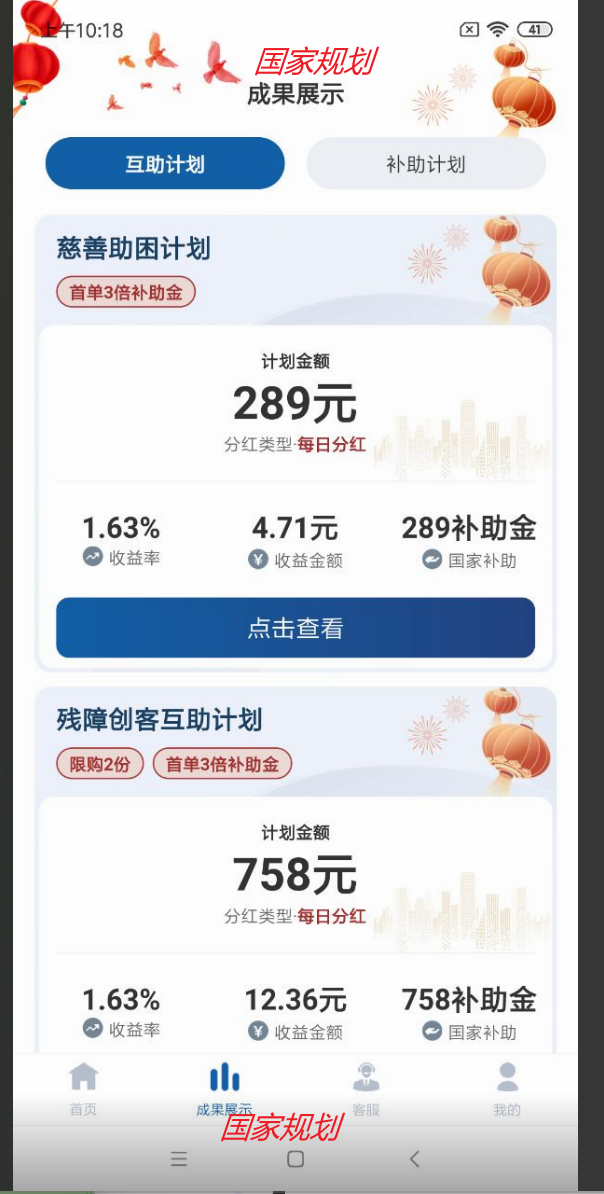 上午10:18
41
国家规划
成果展示
互助计划
补助计划
慈善助困计划
首单3倍补助金
计划金额
289元
分红类型·每日分红
1.63%
4.71元
289补助金
收益率
¥ 收益金额
国家补助
点击查看
残障创客互助计划
限购2份
首单3倍补助金
计划金额
758元
分红类型·每日分红
1.63%
12.36元
758补助金
收益率
¥ 收益金额
国家补助
首页
成果展示
客服
我的
国家规划